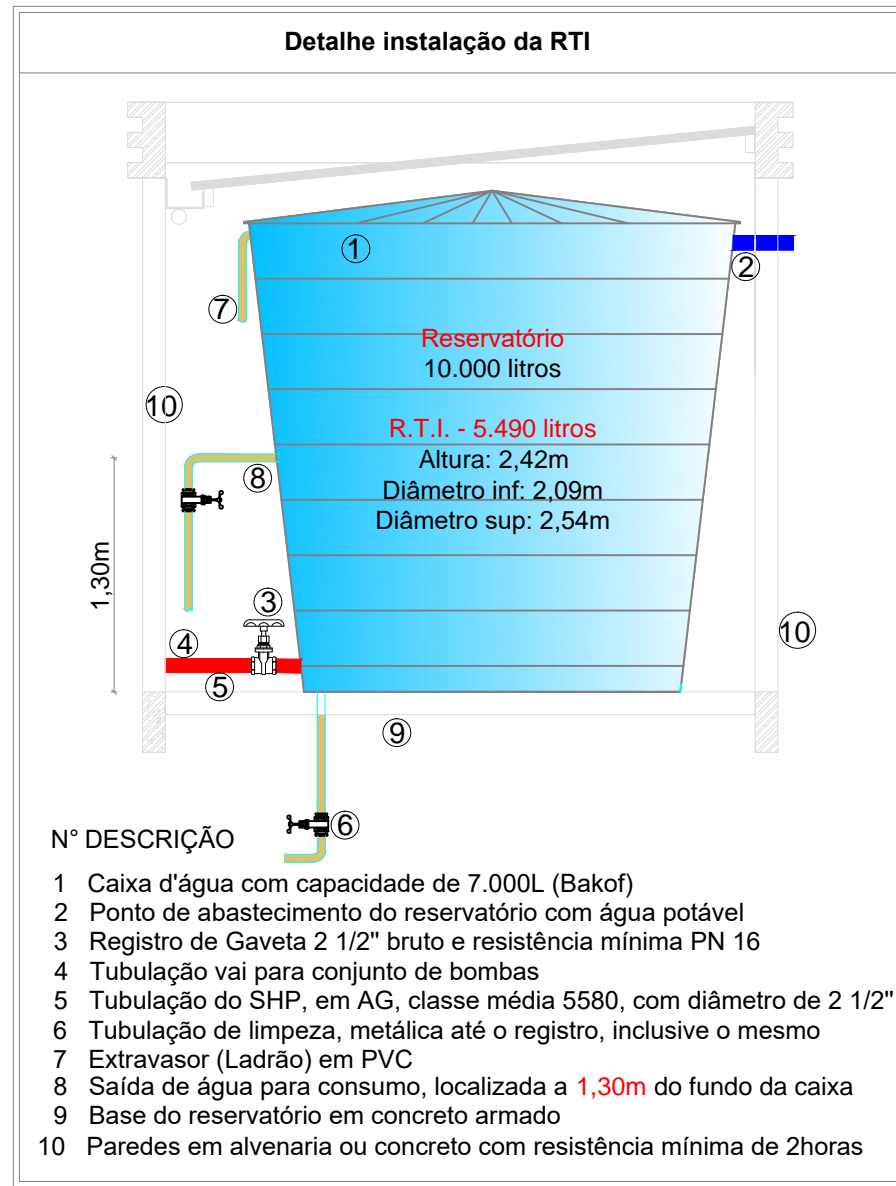 Detalhe instalação da RTI
1
2
7
Reservatório
10.000 litros
10
R.T.I. - 5.490 litros
Altura: 2,42m
8
Diâmetro inf: 2,09m
Diâmetro sup: 2,54m
1,30m
3
10
4
5
9
6
N° DESCRIÇÃO
1 Caixa d'água com capacidade de 7.000L (Bakof)
2 Ponto de abastecimento do reservatório com água potável
3 Registro de Gaveta 2 1/2" bruto e resistência mínima PN 16
4 Tubulação vai para conjunto de bombas
5 Tubulação do SHP, em AG, classe média 5580, com diâmetro de 2 1/2"
6 Tubulação de limpeza, metálica até o registro, inclusive o mesmo
7 Extravasor (Ladrão) em PVC
8 Saída de água para consumo, localizada a 1,30m do fundo da caixa
9 Base do reservatório em concreto armado
10 Paredes em alvenaria ou concreto com resistência mínima de 2horas